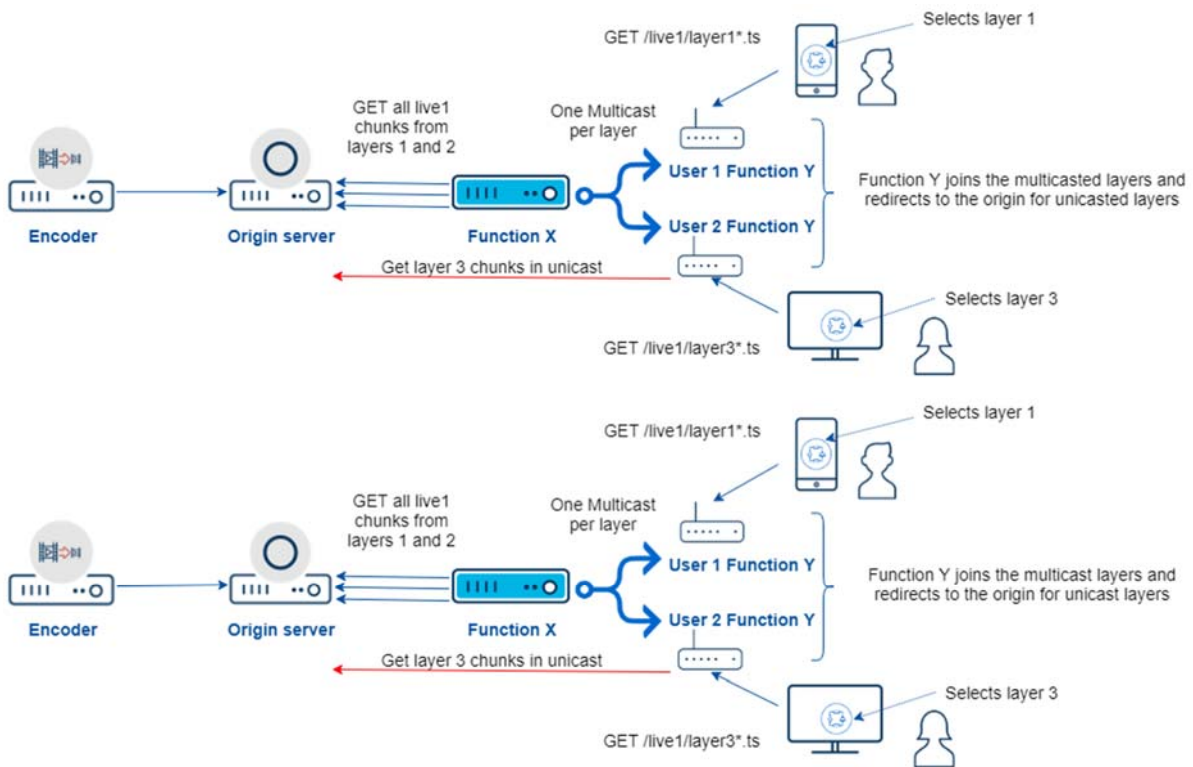 Selects layer 1
GET /live1/layer1*.ts
GET all live1
chunks from
layers 1 and 2
One Multicast
per layer
User 1 Function Y
Function Y joins the multicasted layers and
redirects to the origin for unicasted layers
User 2 Function Y
Encoder
Origin server
Function X
Get layer 3 chunks in unicast
Selects layer 3
GET /live1/layer3*.ts
Selects layer 1
GET /live1/layer1*.ts
GET all live1
chunks from
layers 1 and 2
One Multicast
per layer
User 1 Function Y
Function Y joins the multicast layers and
redirects to the origin for unicast layers
User 2 Function Y
Encoder
Origin server
Function X
Get layer 3 chunks in unicast
Selects layer 3
GET /live1/layer3*.ts